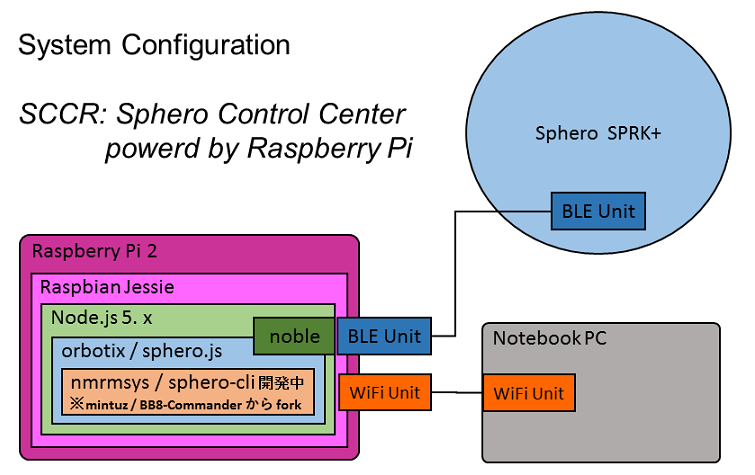 System Configuration
SCCR: Sphero Control Center
powerd by Raspberry Pi
Sphero SPRK+
BLE Unit
Raspberry Pi 2
Raspbian Jessie
Node.js 5. x
noble
BLE Unit
orbotix / sphero.js
nmrmsys / sphero-cli 開発中
※mintuz / BB8-Commander から fork
WiFi Unit
Notebook PC
WiFi Unit